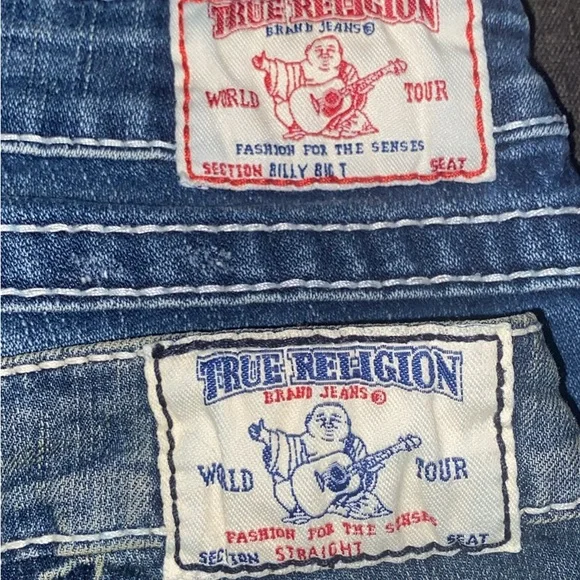 TRUE RELIGION
BRAND JEANS®
WORLD TOUR
FASHION FOR THE SENSES
SECTION BILLY BIG T SEAT
TRUE RELIGION
BRAND JEANS®
WORLD TOUR
FASHION FOR THE SENSES
SECTION STRAIGHT SEAT